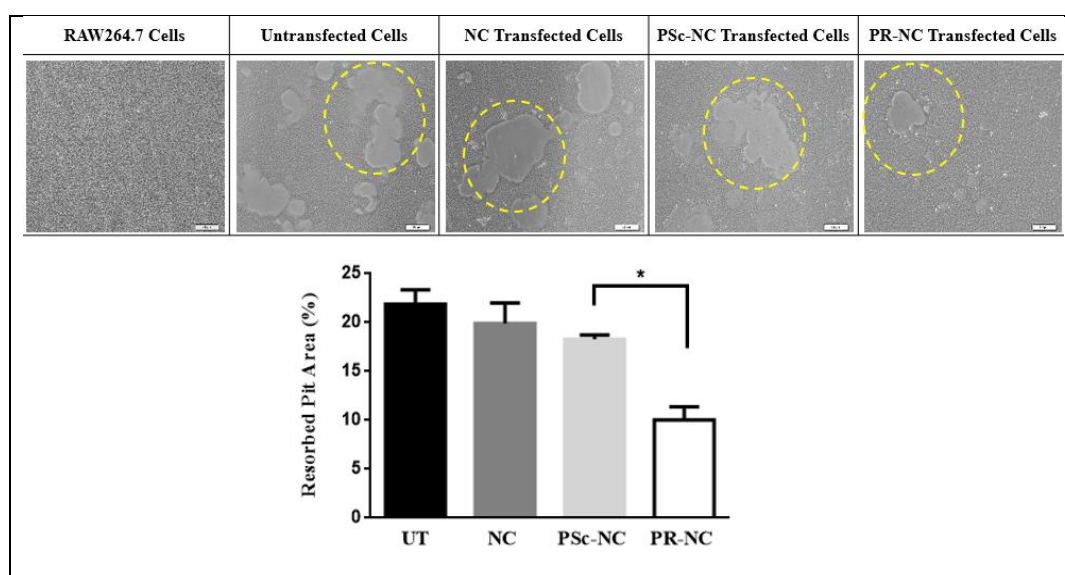 RAW264.7 Cells
Untransfected Cells
NC Transfected Cells
PSc-NC Transfected Cells
PR-NC Transfected Cells
*
25
20
15
10
5
0
Resorbed Pit Area (%)
UT
NC
PSc-NC
PR-NC